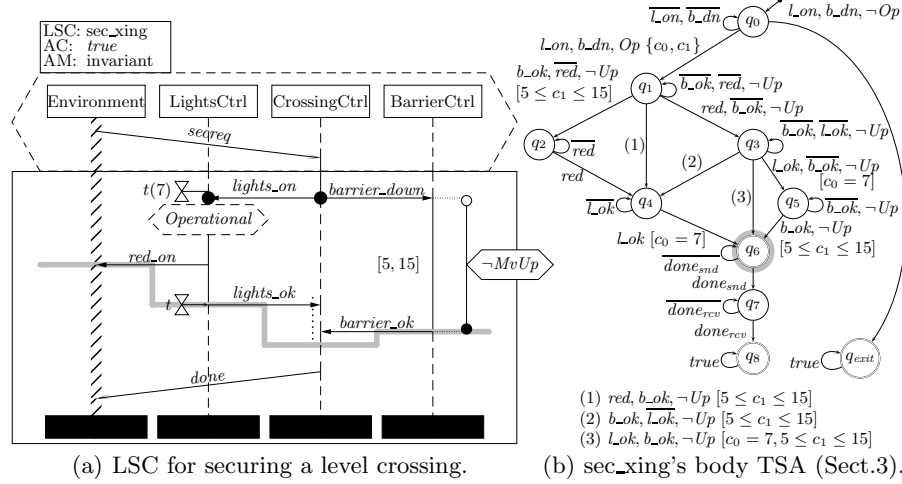 LSC: sec_xing
AC: true
AM: invariant
Environment LightsCtrl CrossingCtrl BarrierCtrl
secreq
t(7) lights_on barrier_down
Operational
red_on [5, 15] ¬MvUp
t lights_ok
barrier_ok
done
(a) LSC for securing a level crossing.
l_on, b_dn q0 l_on, b_dn, ¬Op
l_on, b_dn, Op {c0, c1}
b_ok, red, ¬Up
[5 ≤ c1 ≤ 15]
q1 b_ok, red, ¬Up
red, b_ok, ¬Up
b_ok, l_ok, ¬Up
q2 red (1) (2) q3
red
l_ok, b_ok, ¬Up
[c0 = 7]
l_ok q4 (3) q5 b_ok, ¬Up
b_ok, ¬Up
l_ok [c0 = 7] q6 [5 ≤ c1 ≤ 15]
done_snd
done_snd
q7
done_rcv
done_rcv
true q8 true q_exit
(1) red, b_ok, ¬Up [5 ≤ c1 ≤ 15]
(2) b_ok, l_ok, ¬Up [5 ≤ c1 ≤ 15]
(3) l_ok, b_ok, ¬Up [c0 = 7, 5 ≤ c1 ≤ 15]
(b) sec_xing's body TSA (Sect.3).